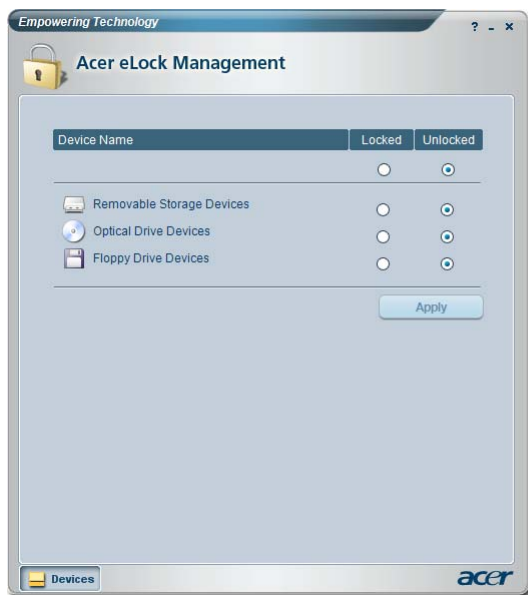 Empowering Technology
? - ×
Acer eLock Management
Device Name Locked Unlocked
Removable Storage Devices
Optical Drive Devices
Floppy Drive Devices
Apply
Devices
acer